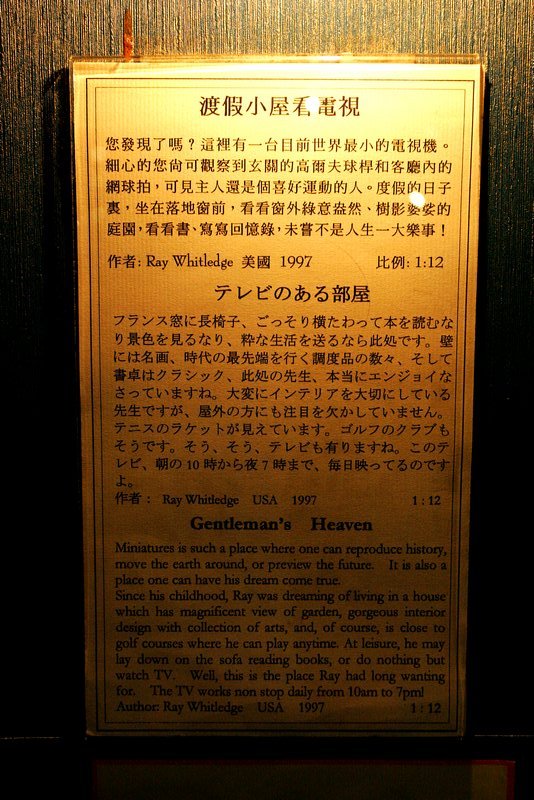 渡假小屋看電視
您發現了嗎？這裡有一台目前世界最小的電視機。
細心的您尚可觀察到玄關的高爾夫球桿和客廳內的
網球拍，可見主人還是個喜好運動的人。度假的日子
裏，坐在落地窗前，看看窗外綠意盎然、樹影婆娑的
庭園，看看書、寫寫回憶錄，未嘗不是人生一大樂事！
作者: Ray Whitledge 美國 1997 比例: 1:12
テレビのある部屋
フランス窓に長椅子、ごっそり横たわって本を読むな
り景色を見るなり、粋な生活を送るなら此処です。壁
には名画、時代の最先端を行く調度品の数々、そして
書卓はクラシック、此処の先生、本当にエンジョイな
さっていますね。大変にインテリアを大切にしている
先生ですが、屋外の方にも注目を欠かしていません。
テニスのラケットが見えています。ゴルフのクラブも
そうです。そう、そう、テレビも有りますね。このテ
レビ、朝の 10 時から夜 7 時まで、毎日映ってるのです
よ。
作者： Ray Whitledge USA 1997 1 : 12
Gentleman's Heaven
Miniatures is such a place where one can reproduce history,
move the earth around, or preview the future. It is also a
place one can have his dream come true.
Since his childhood, Ray was dreaming of living in a house
which has magnificent view of garden, gorgeous interior
design with collection of arts, and, of course, is close to
golf courses where he can play anytime. At leisure, he may
lay down on the sofa reading books, or do nothing but
watch TV. Well, this is the place Ray had long wanting
for. The TV works non stop daily from 10am to 7pm!
Author: Ray Whitledge USA 1997 1 : 12